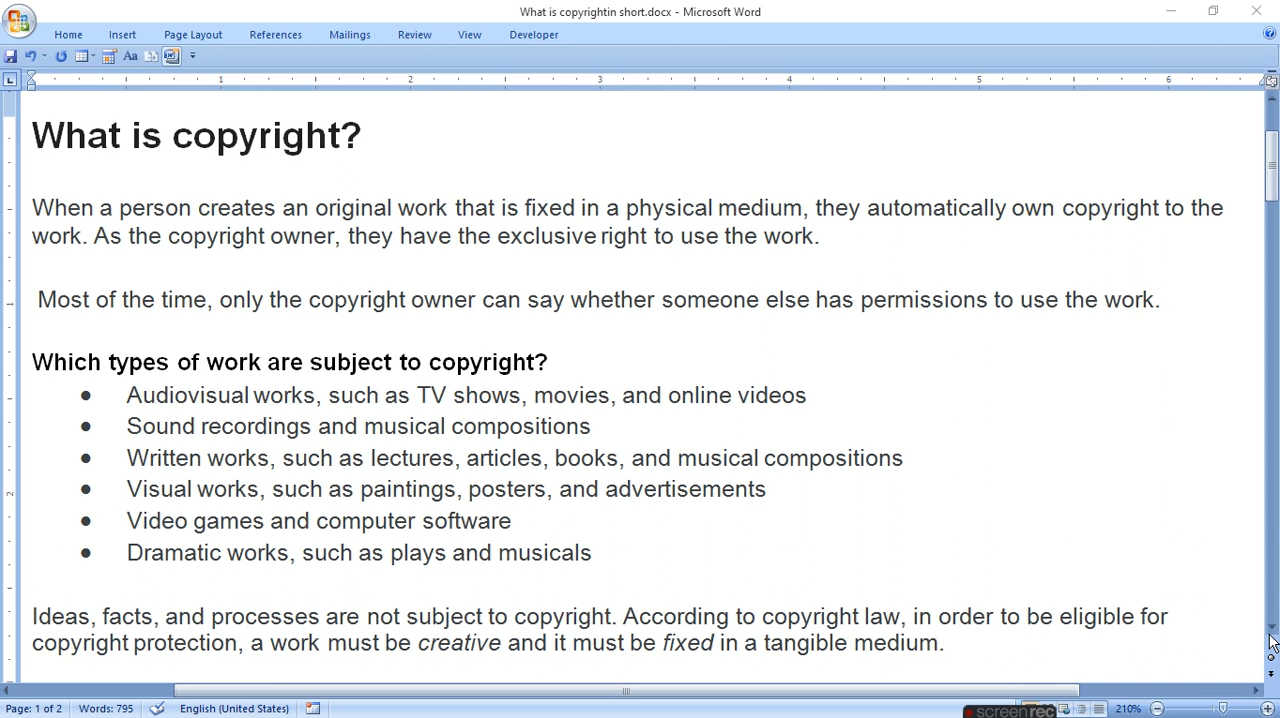 What is copyrightin short.docx - Microsoft Word
Home Insert Page Layout References Mailings Review View Developer
Aa
1 2 3 4 5 6
What is copyright?
When a person creates an original work that is fixed in a physical medium, they automatically own copyright to the
work. As the copyright owner, they have the exclusive right to use the work.
Most of the time, only the copyright owner can say whether someone else has permissions to use the work.
Which types of work are subject to copyright?
● Audiovisual works, such as TV shows, movies, and online videos
● Sound recordings and musical compositions
● Written works, such as lectures, articles, books, and musical compositions
● Visual works, such as paintings, posters, and advertisements
● Video games and computer software
● Dramatic works, such as plays and musicals
Ideas, facts, and processes are not subject to copyright. According to copyright law, in order to be eligible for
copyright protection, a work must be creative and it must be fixed in a tangible medium.
Page: 1 of 2 Words: 795 English (United States) screenrec 210%